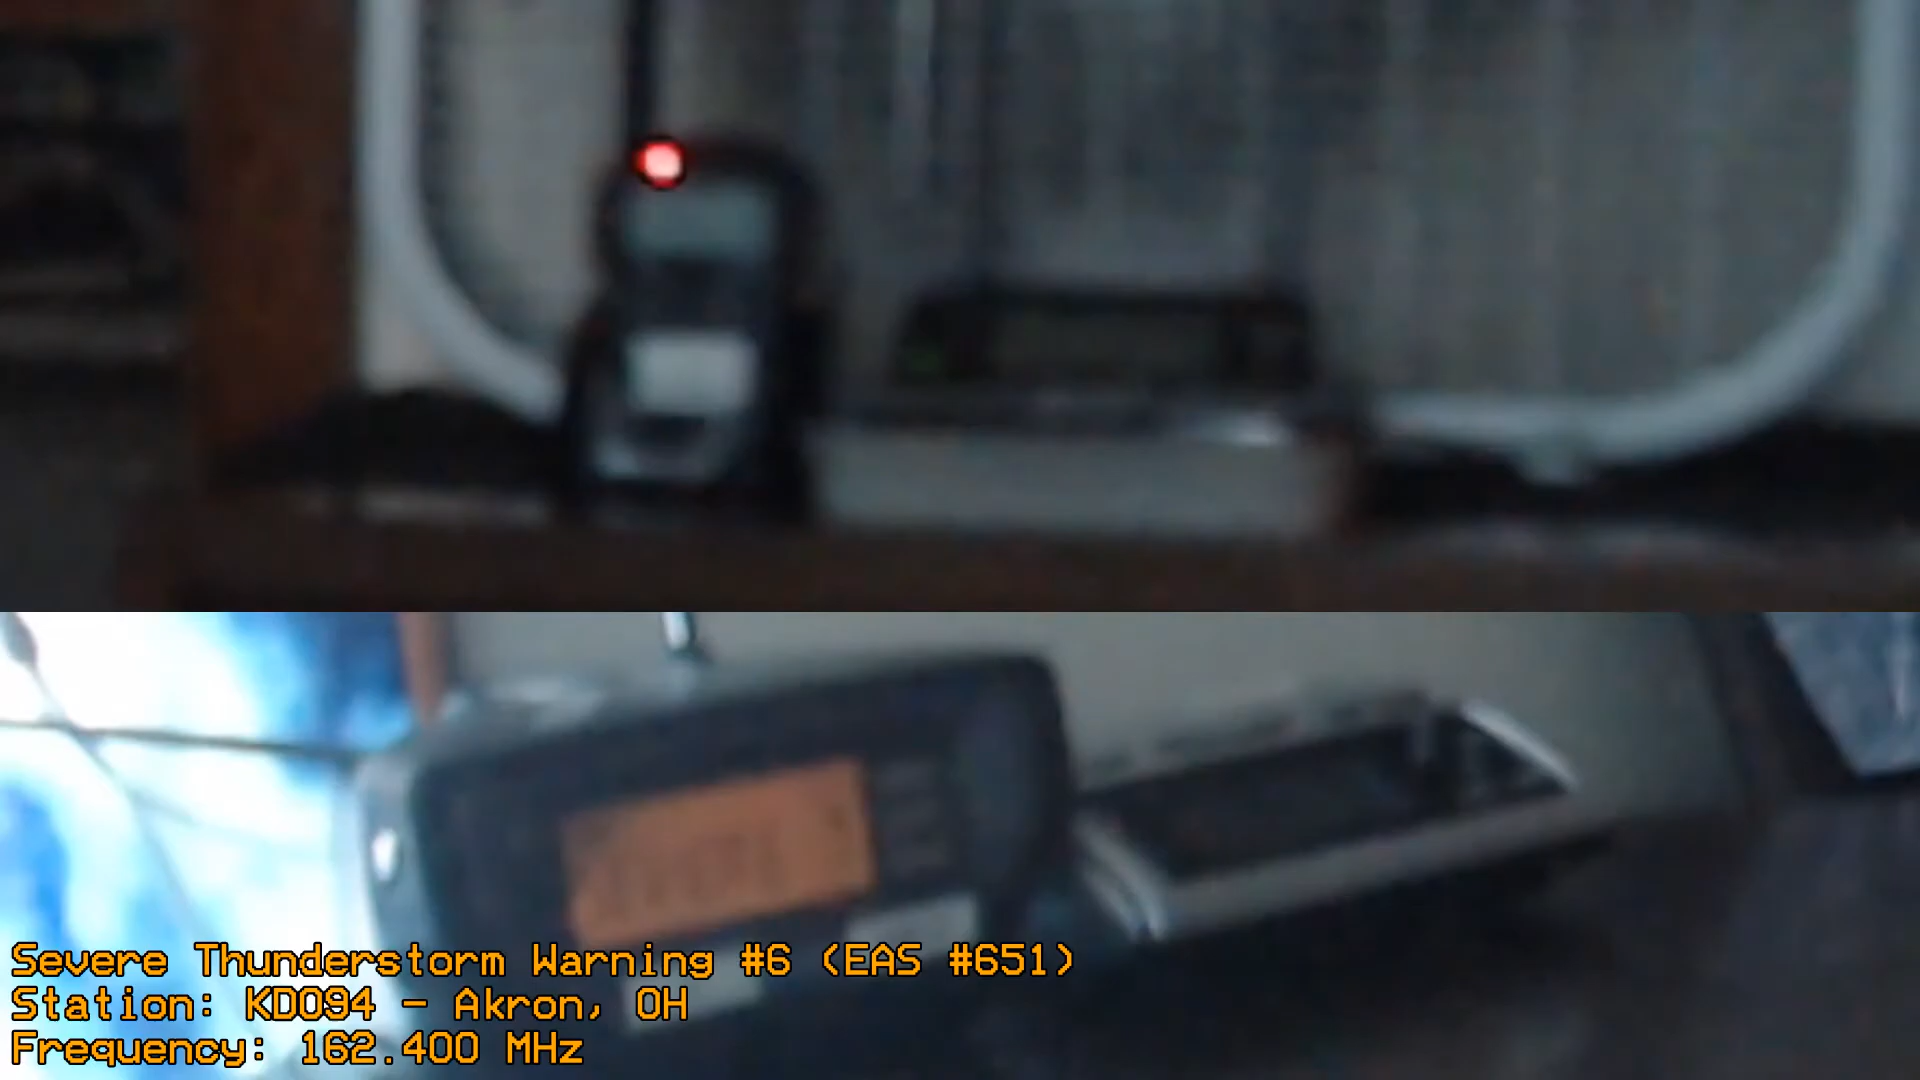 Severe Thunderstorm Warning #6 (EAS #651)
Station: KDO94 - Akron, OH
Frequency: 162.400 MHz